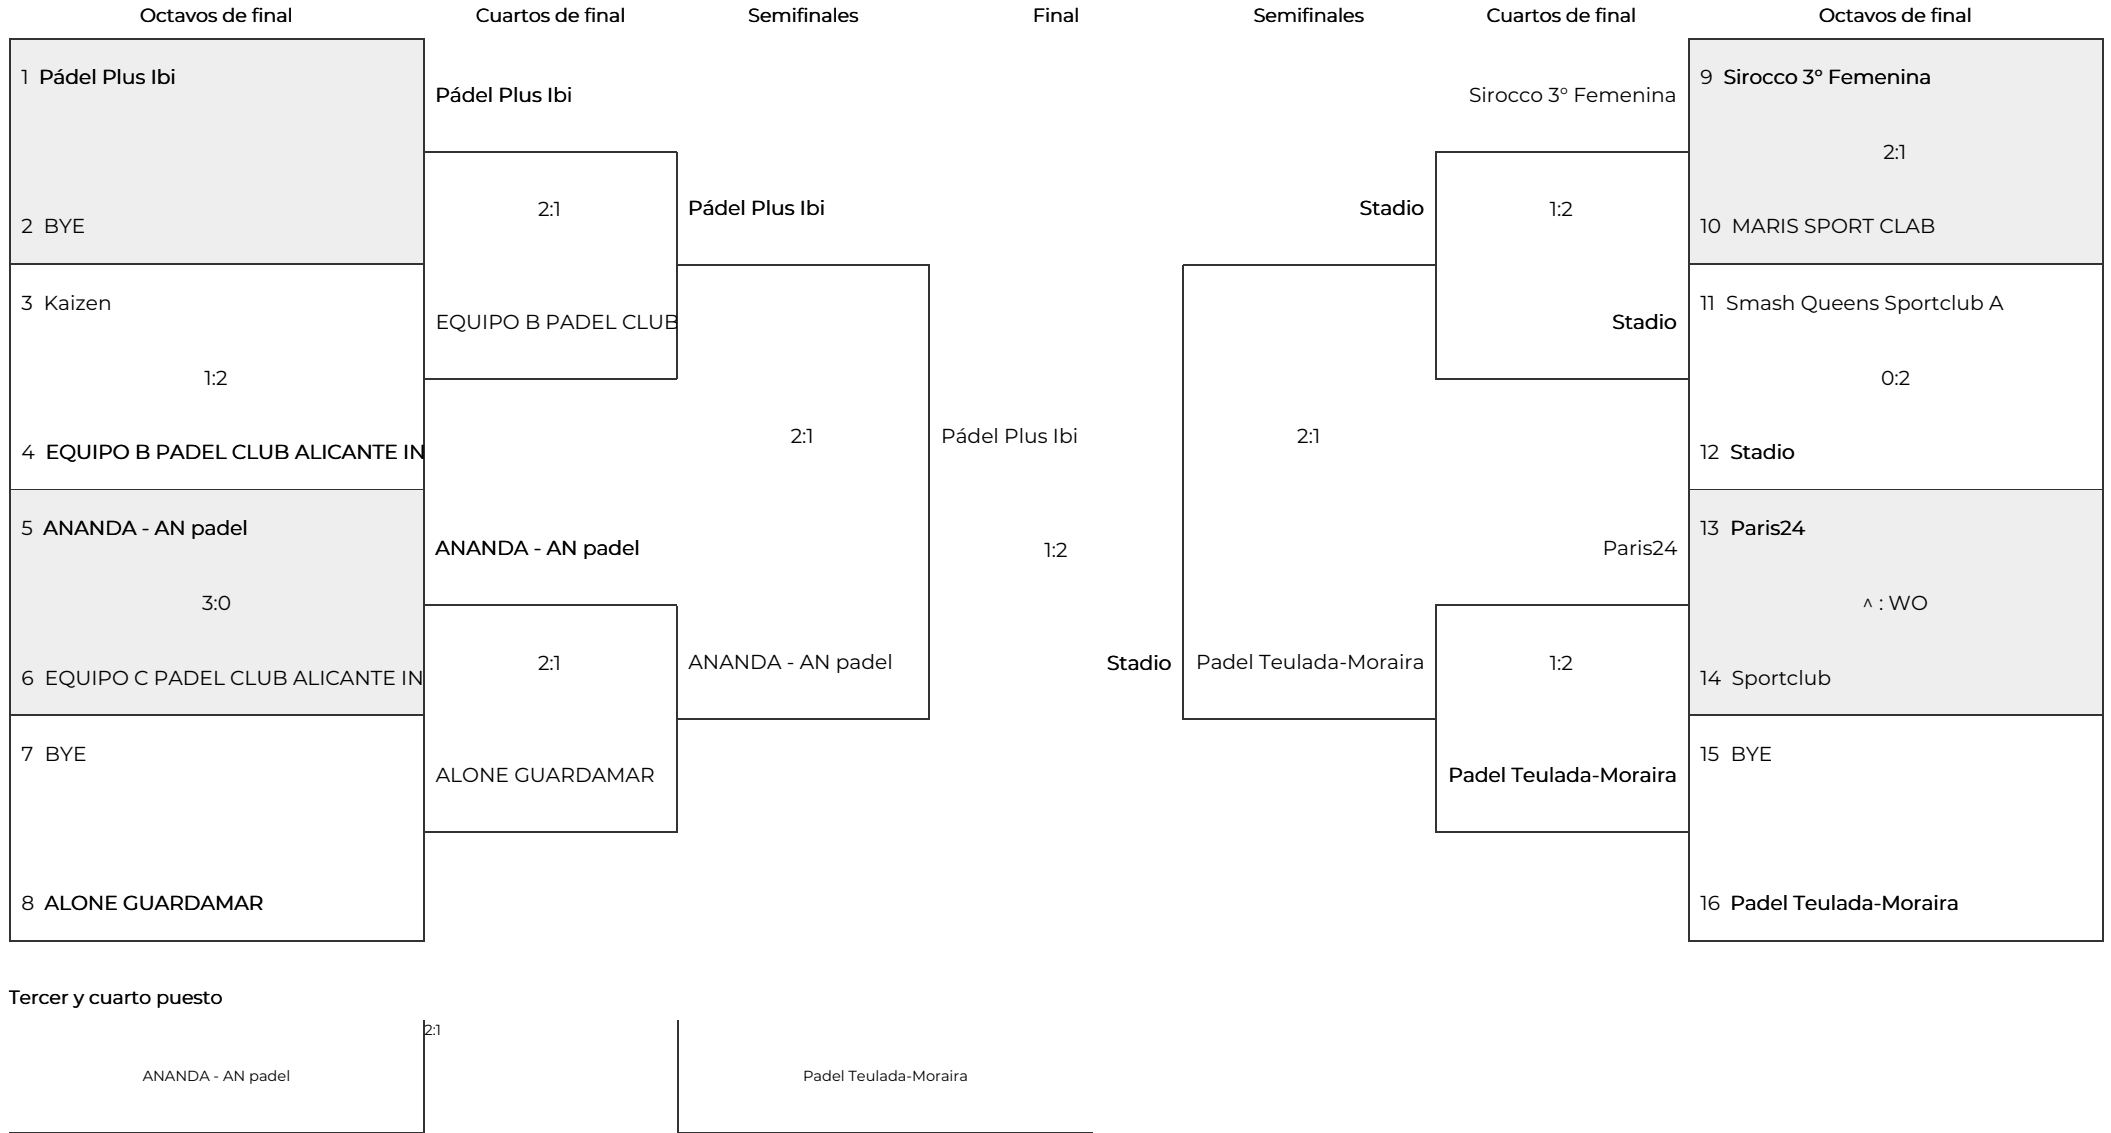 Octavos de final
Cuartos de final
Semifinales
Final
Semifinales
Cuartos de final
Octavos de final
1 Pádel Plus Ibi
2 BYE
3 Kaizen
1:2
4 EQUIPO B PADEL CLUB ALICANTE IN
5 ANANDA - AN padel
3:0
6 EQUIPO C PADEL CLUB ALICANTE IN
7 BYE
8 ALONE GUARDAMAR
Pádel Plus Ibi
2:1
EQUIPO B PADEL CLUB
ANANDA - AN padel
2:1
ALONE GUARDAMAR
Pádel Plus Ibi
2:1
ANANDA - AN padel
Pádel Plus Ibi
1:2
Stadio
Stadio
2:1
Padel Teulada-Moraira
Sirocco 3º Femenina
1:2
Stadio
Paris24
1:2
Padel Teulada-Moraira
9 Sirocco 3º Femenina
2:1
10 MARIS SPORT CLAB
11 Smash Queens Sportclub A
0:2
12 Stadio
13 Paris24
^ : WO
14 Sportclub
15 BYE
16 Padel Teulada-Moraira
Tercer y cuarto puesto
ANANDA - AN padel
2:1
Padel Teulada-Moraira